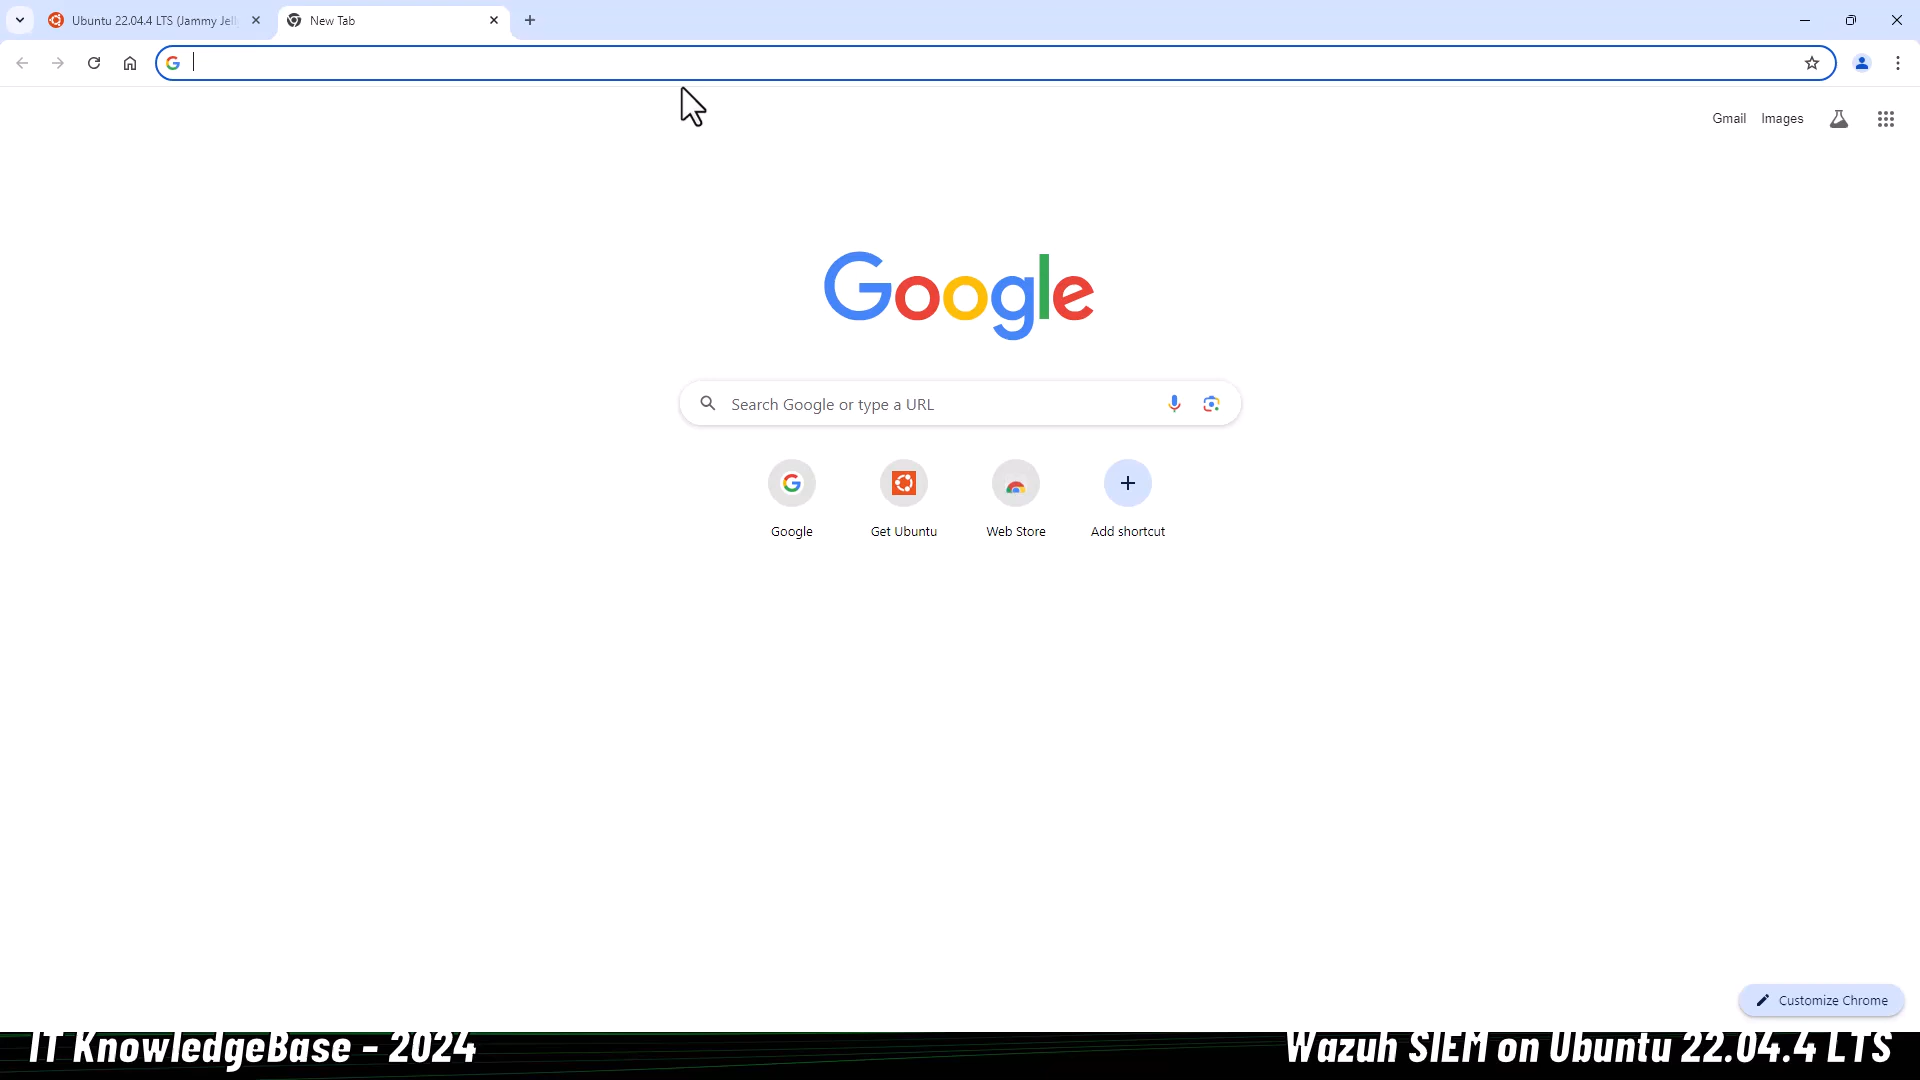 Ubuntu 22.04.4 LTS (Jammy Jell
New Tab
Gmail
Images
Google
Search Google or type a URL
Google
Get Ubuntu
Web Store
Add shortcut
Customize Chrome
IT KnowledgeBase - 2024
Wazuh SIEM on Ubuntu 22.04.4 LTS